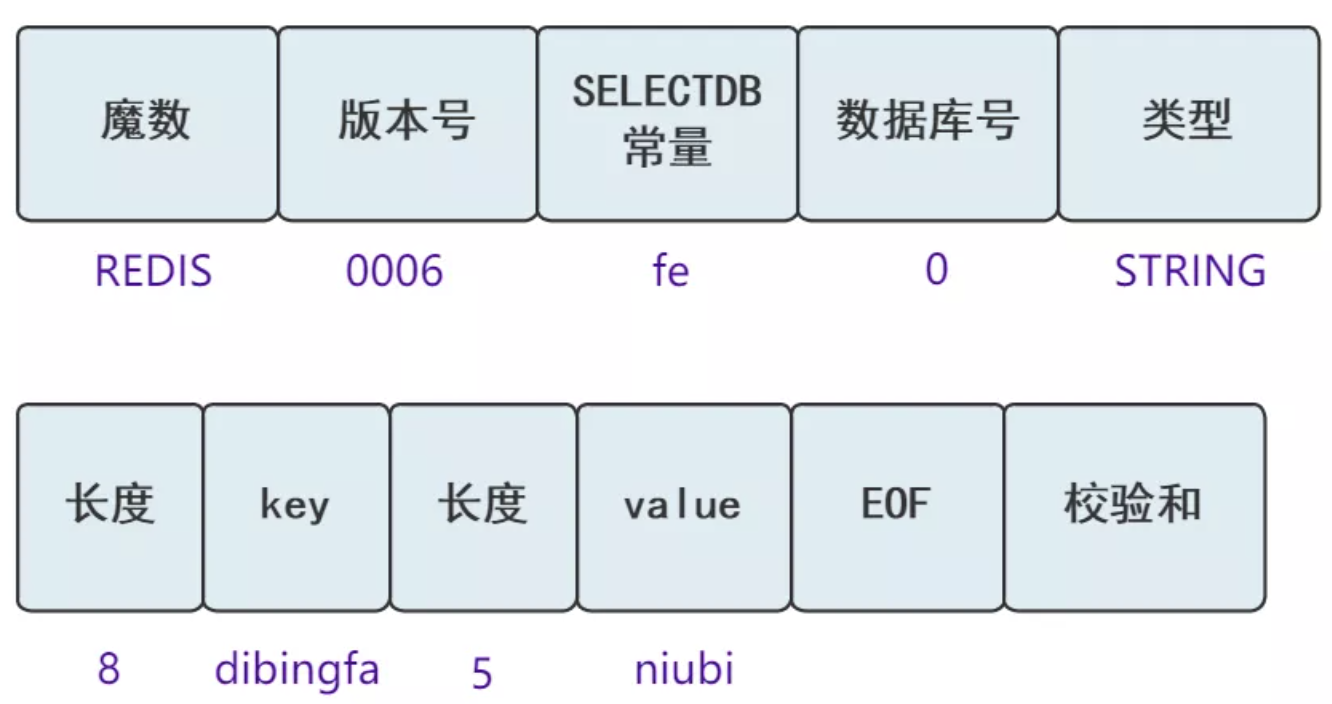 魔数
版本号
SELECTDB
常量
数据库号
类型
REDIS
0006
fe
0
STRING
长度
key
长度
value
EOF
校验和
8
dibingfa
5
niubi